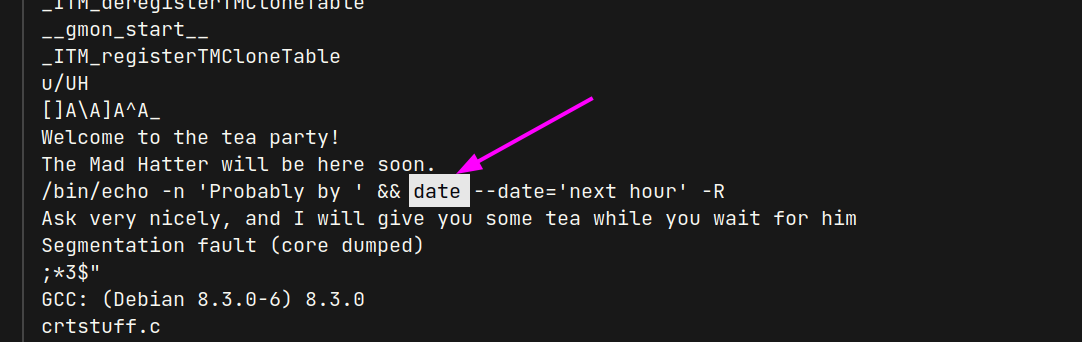 _ITM_deregisterTMCloneTable
__gmon_start__
_ITM_registerTMCloneTable
u/UH
[]A\A]A^A_
Welcome to the tea party!
The Mad Hatter will be here soon.
/bin/echo -n 'Probably by ' && date --date='next hour' -R
Ask very nicely, and I will give you some tea while you wait for him
Segmentation fault (core dumped)
;*3$"
GCC: (Debian 8.3.0-6) 8.3.0
crtstuff.c